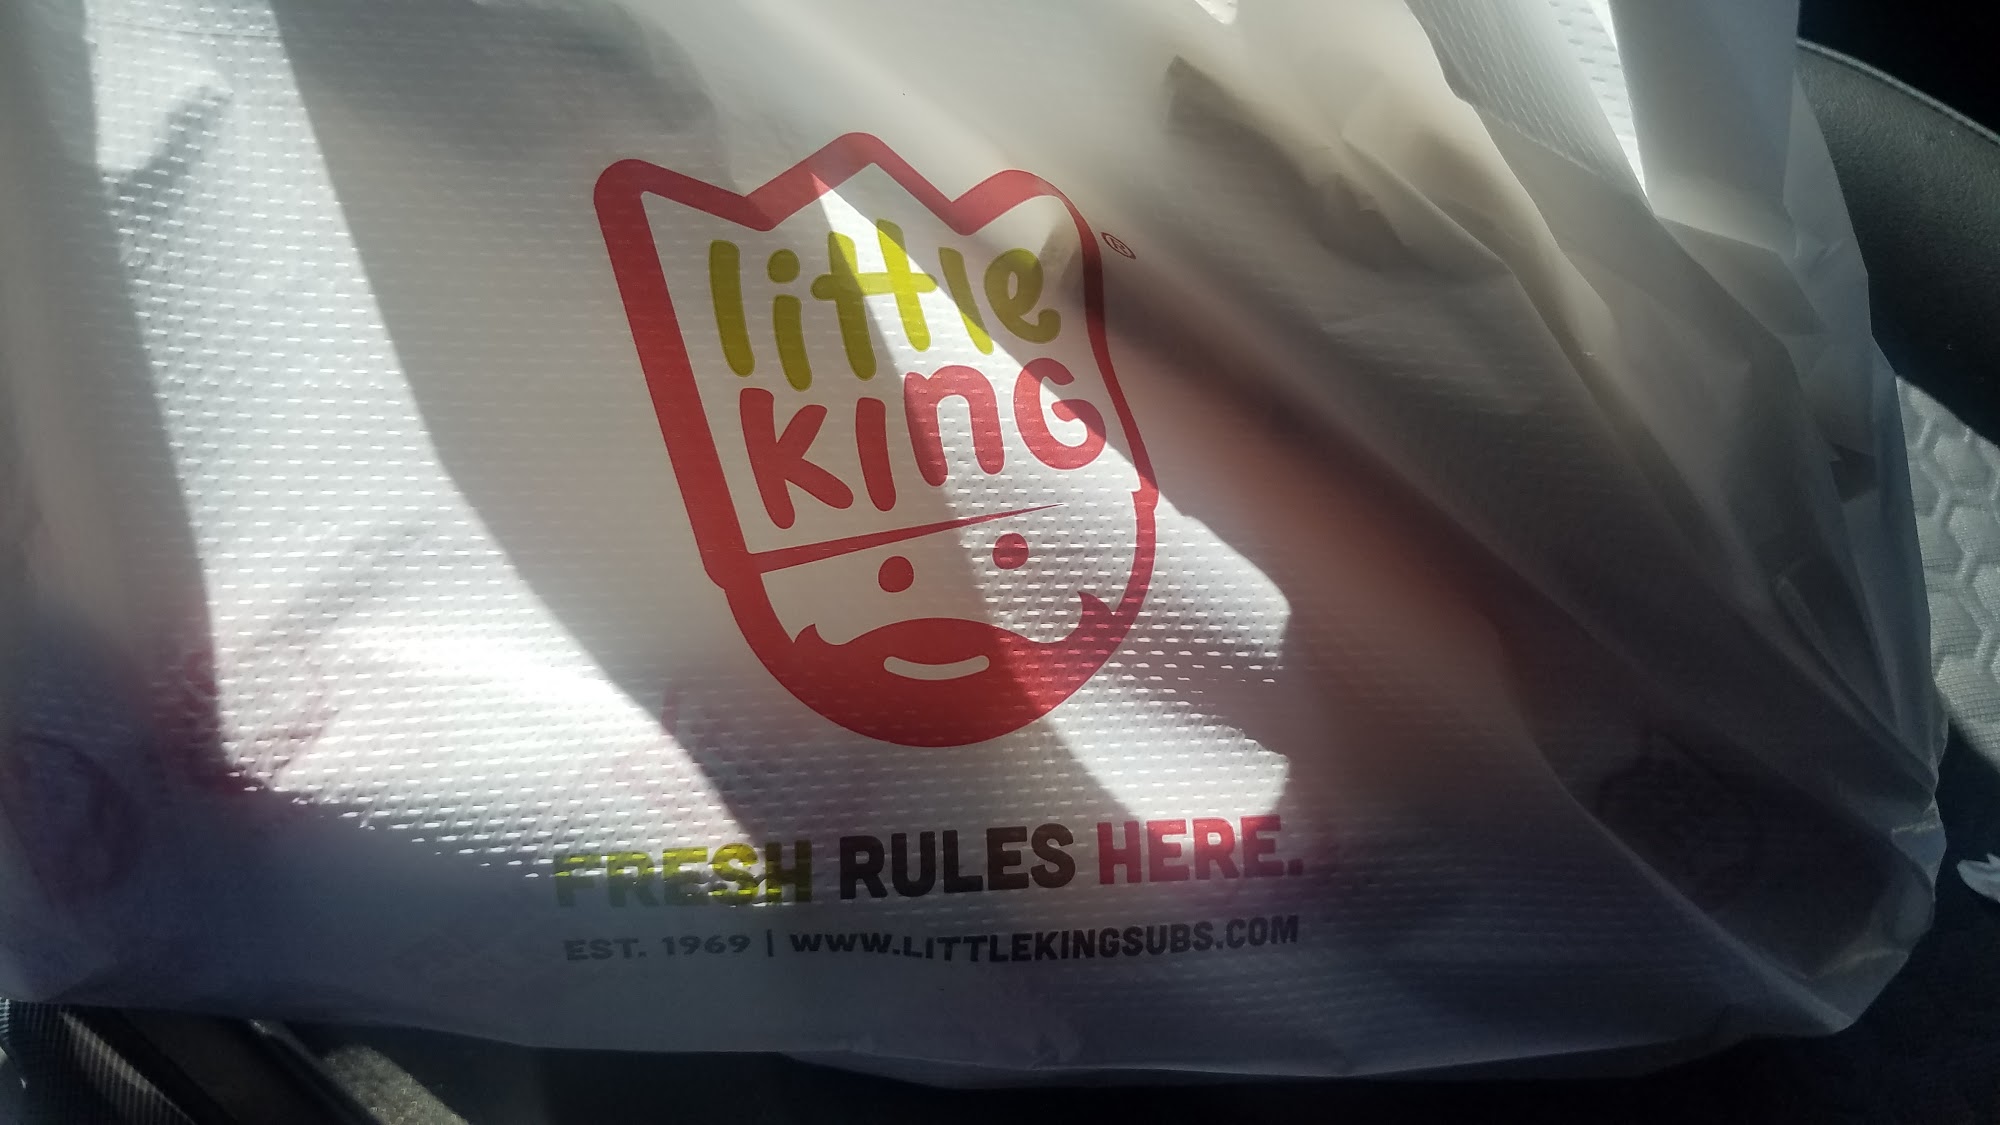 little
King
®
FRESH RULES HERE.
EST. 1969 | WWW.LITTLEKINGSUBS.COM